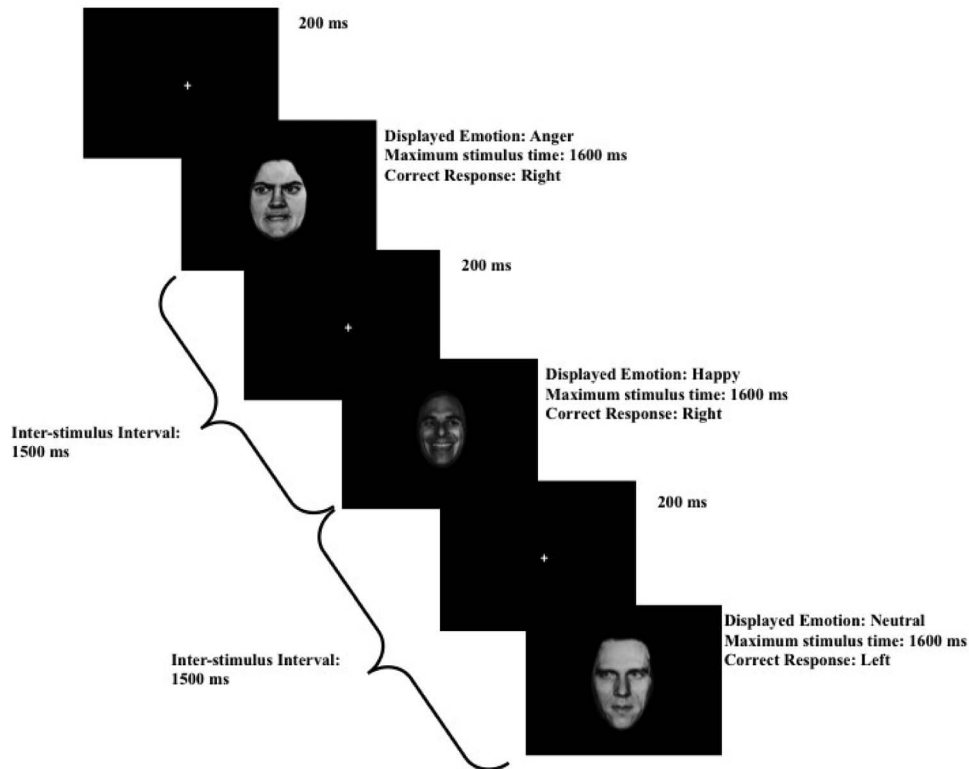 200 ms
Displayed Emotion: Anger
Maximum stimulus time: 1600 ms
Correct Response: Right
200 ms
Displayed Emotion: Happy
Maximum stimulus time: 1600 ms
Correct Response: Right
Inter-stimulus Interval:
1500 ms
200 ms
Displayed Emotion: Neutral
Maximum stimulus time: 1600 ms
Correct Response: Left
Inter-stimulus Interval:
1500 ms